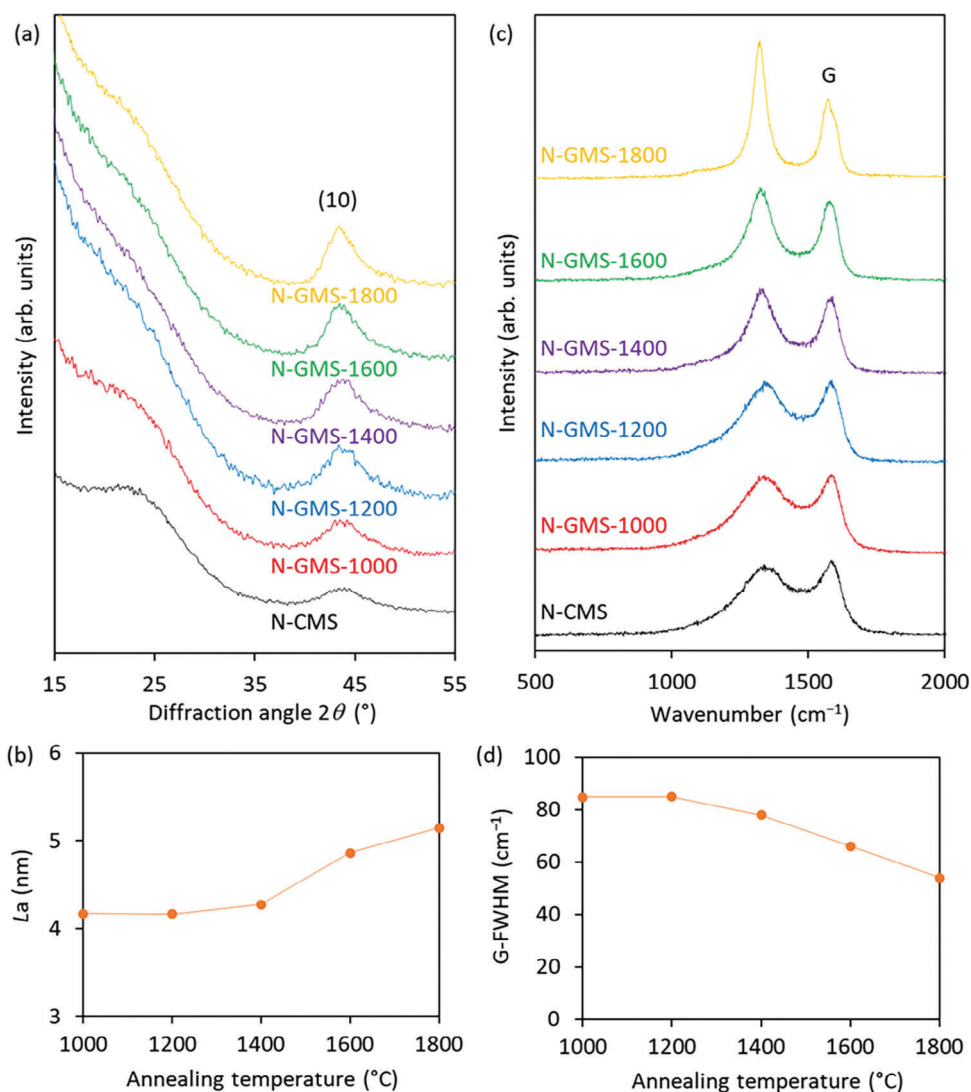 (a)
(10)
N-GMS-1800
N-GMS-1600
N-GMS-1400
N-GMS-1200
N-GMS-1000
N-CMS
Intensity (arb. units)
15 25 35 45 55
Diffraction angle 2θ (°)
(c)
G
N-GMS-1800
N-GMS-1600
N-GMS-1400
N-GMS-1200
N-GMS-1000
N-CMS
Intensity (arb. units)
500 1000 1500 2000
Wavenumber (cm⁻¹)
(b)
6
5
4
3
La (nm)
1000 1200 1400 1600 1800
Annealing temperature (°C)
(d)
100
80
60
40
20
0
G-FWHM (cm⁻¹)
1000 1200 1400 1600 1800
Annealing temperature (°C)